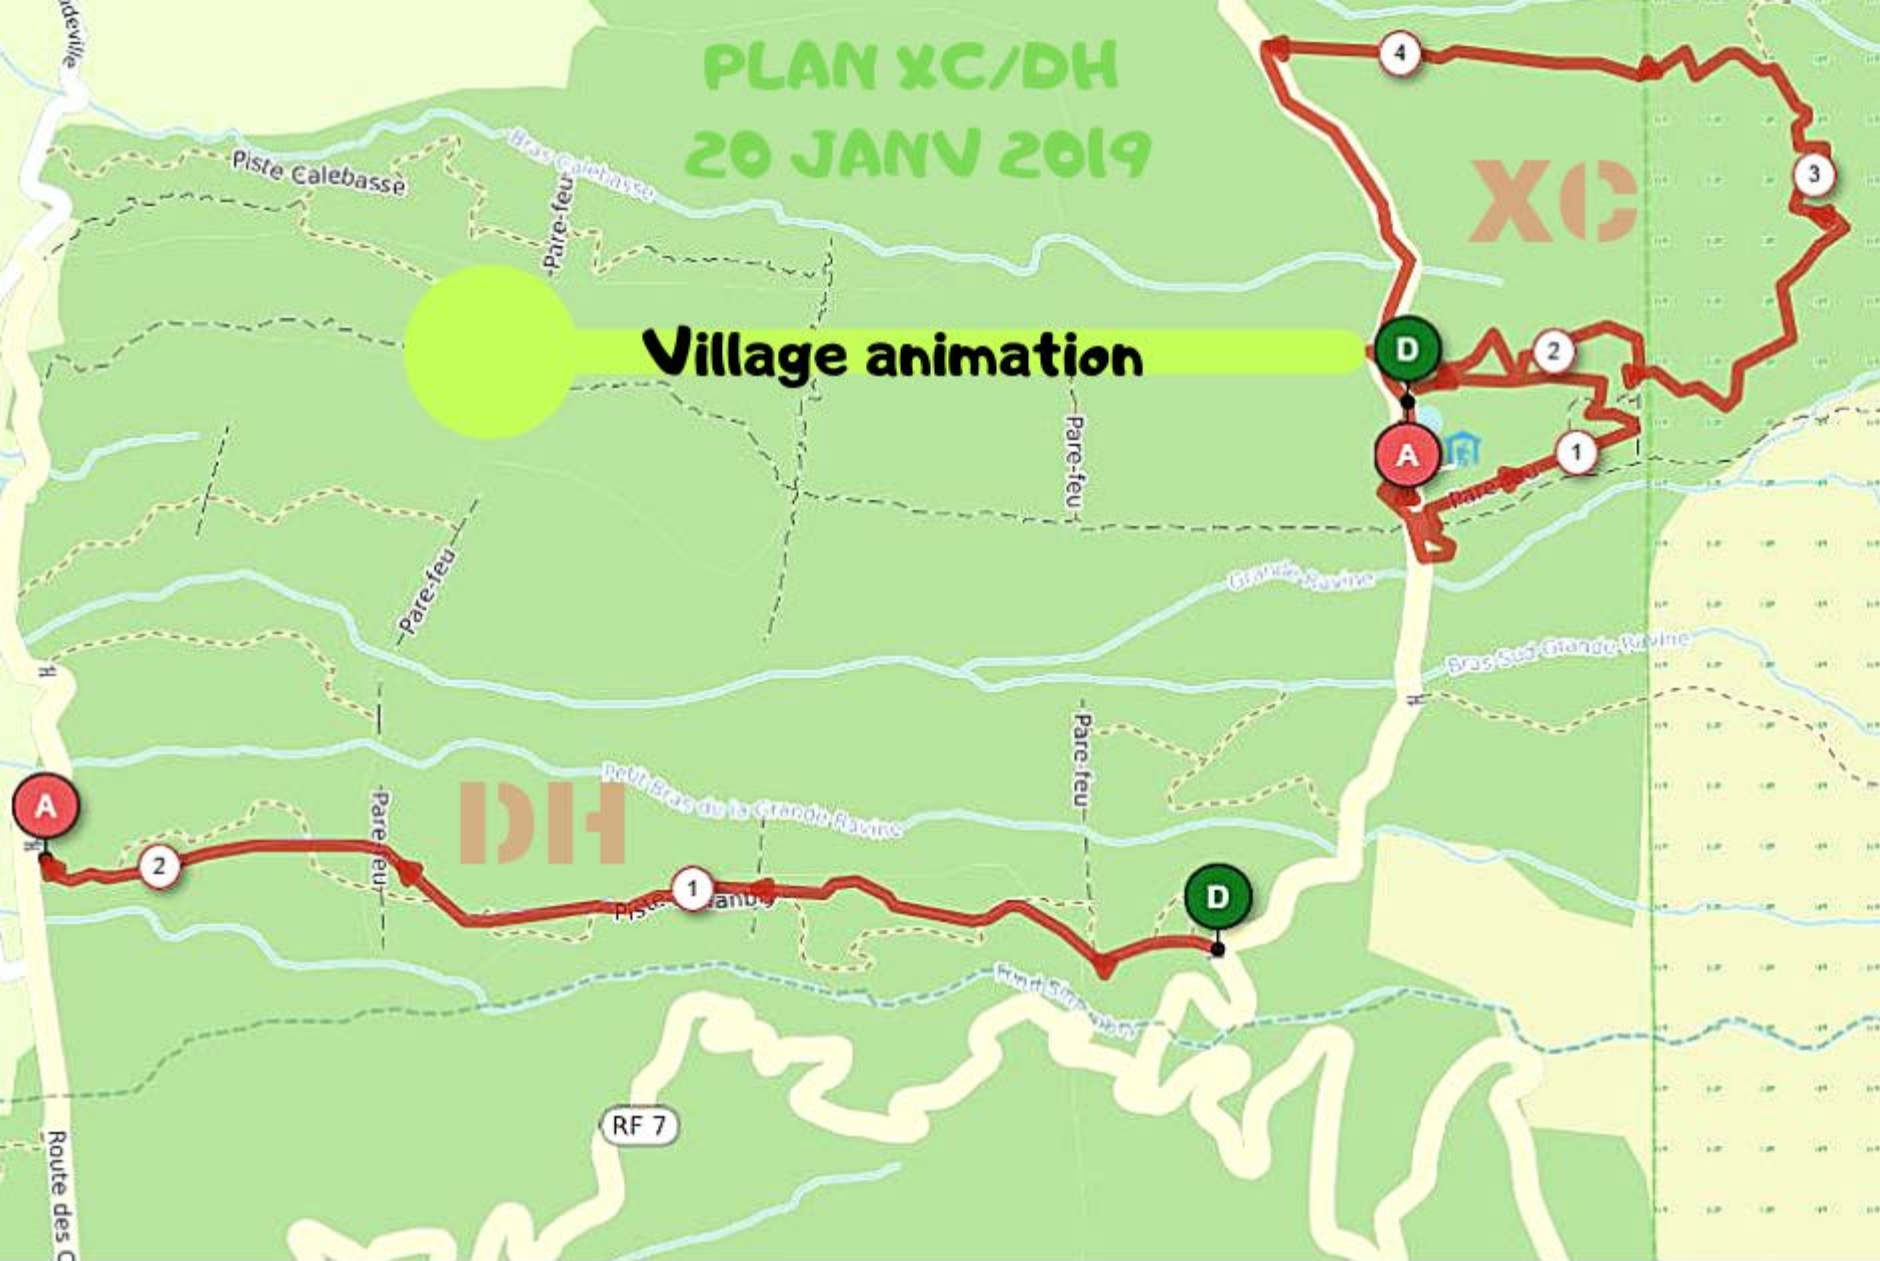 PLAN XC/DH
20 JANV 2019
4
Piste Calebasse
Bras Calebasse
Pare-feu
XC
3
Village animation
D
2
A
1
Pare-feu
Pare-feu
Grande Ravine
Bras Sud Grande Ravine
Pare-feu
A
DH
Petit Bras de la Grande Ravine
Pare-feu
2
1
D
RF 7
Route des